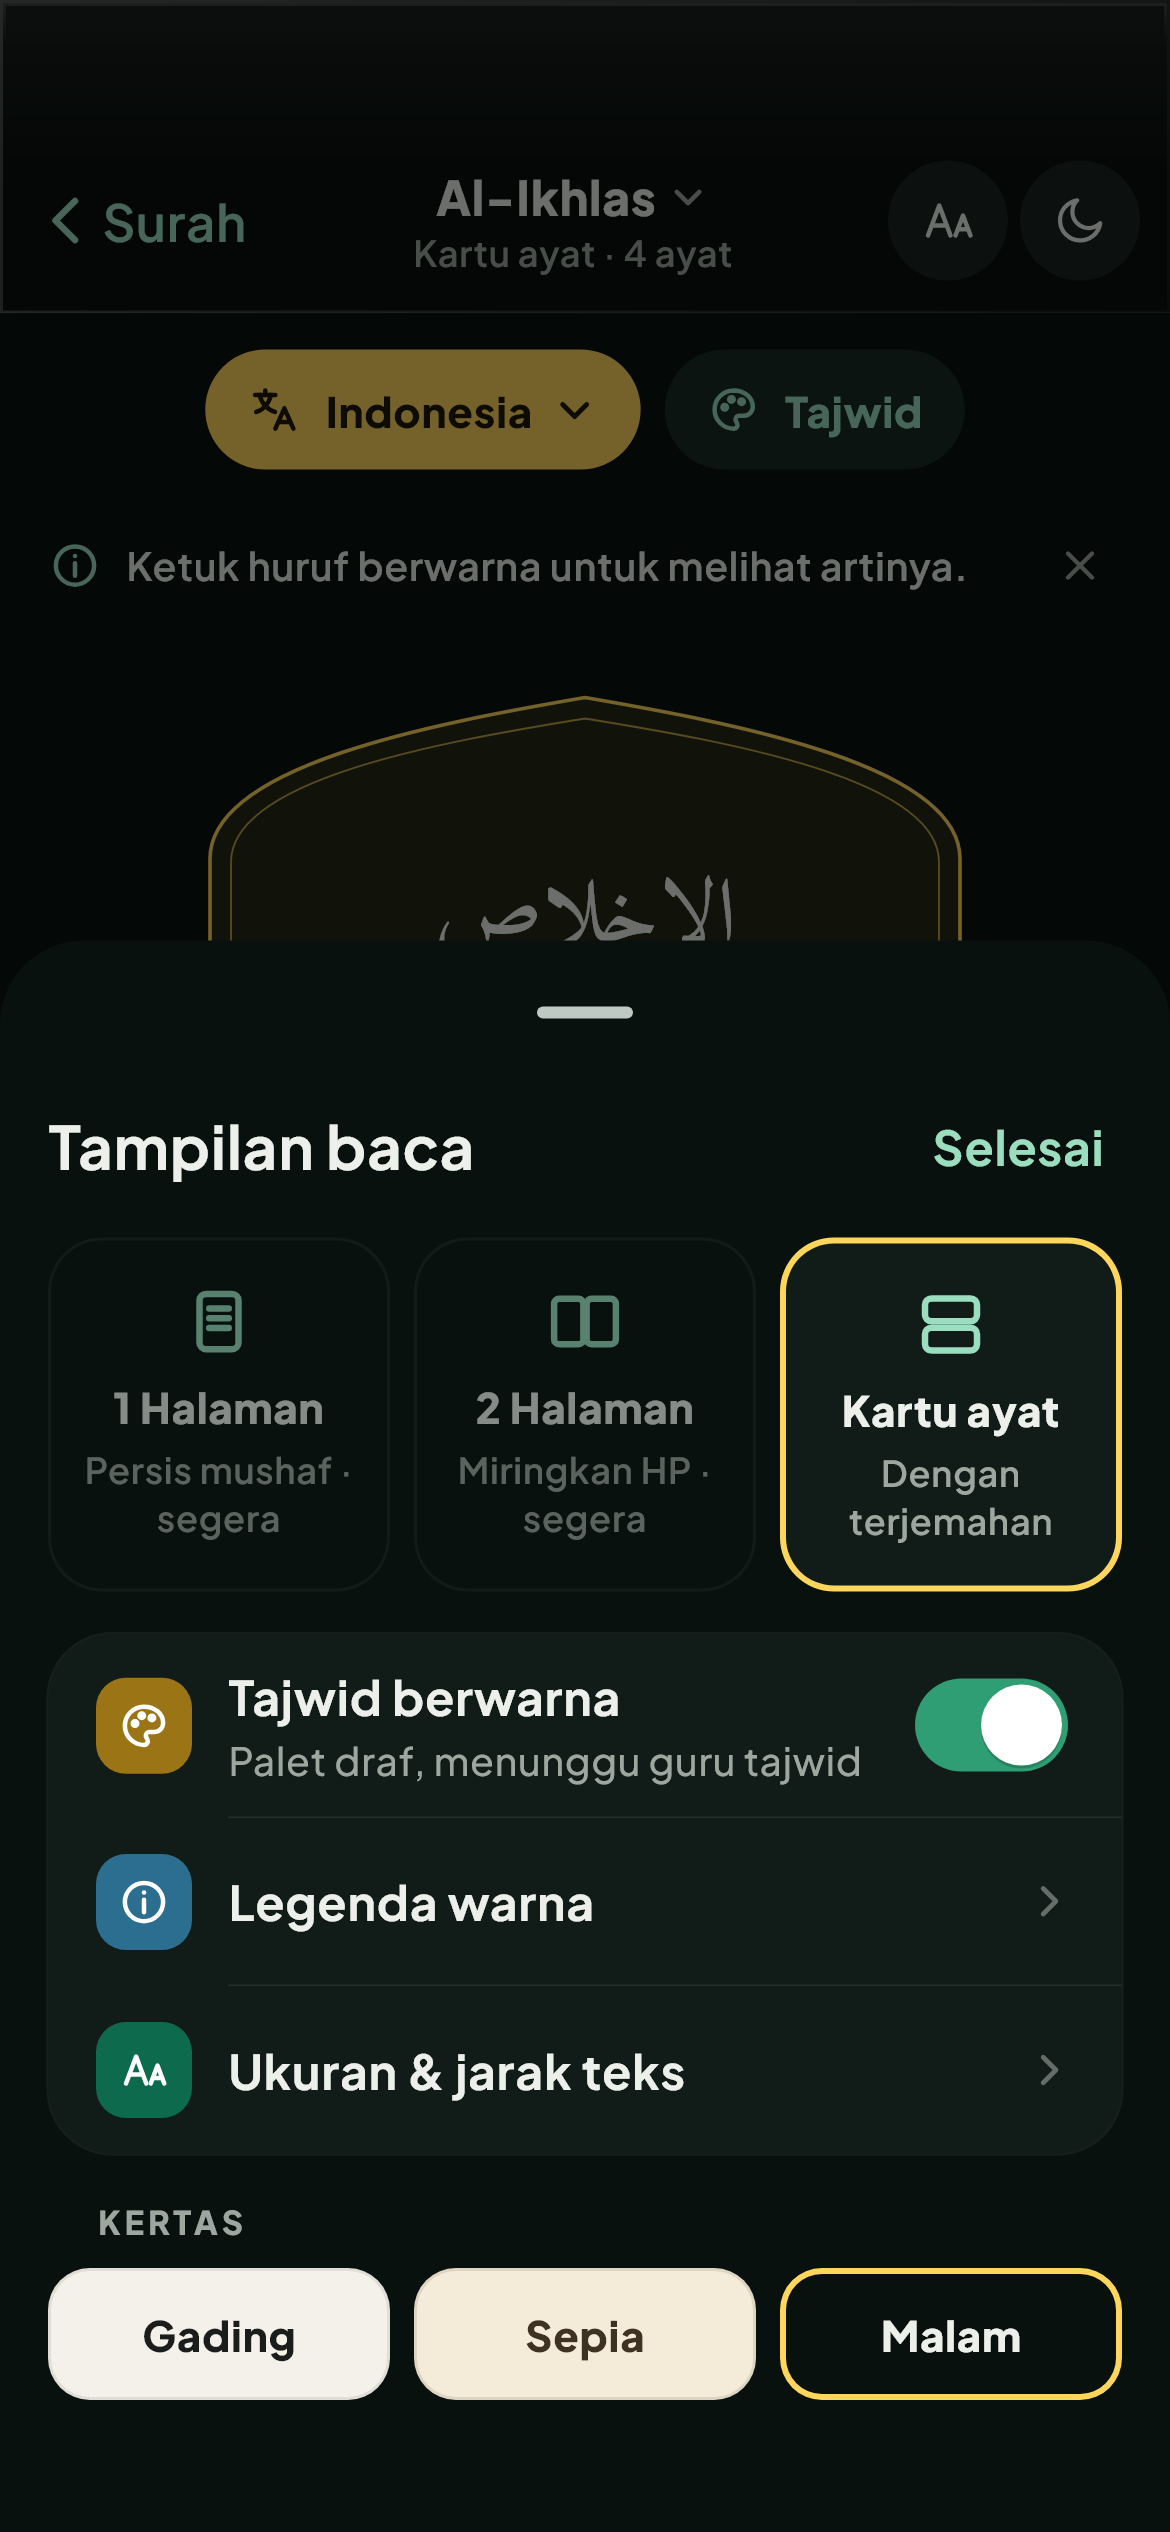 Surah
Al-Ikhlas
Kartu ayat · 4 ayat
AA
Indonesia
Tajwid
Ketuk huruf berwarna untuk melihat artinya.
الإخلاص
Tampilan baca
Selesai
1 Halaman
Persis mushaf ·
segera
2 Halaman
Miringkan HP ·
segera
Kartu ayat
Dengan
terjemahan
Tajwid berwarna
Palet draf, menunggu guru tajwid
Legenda warna
AA
Ukuran & jarak teks
KERTAS
Gading
Sepia
Malam